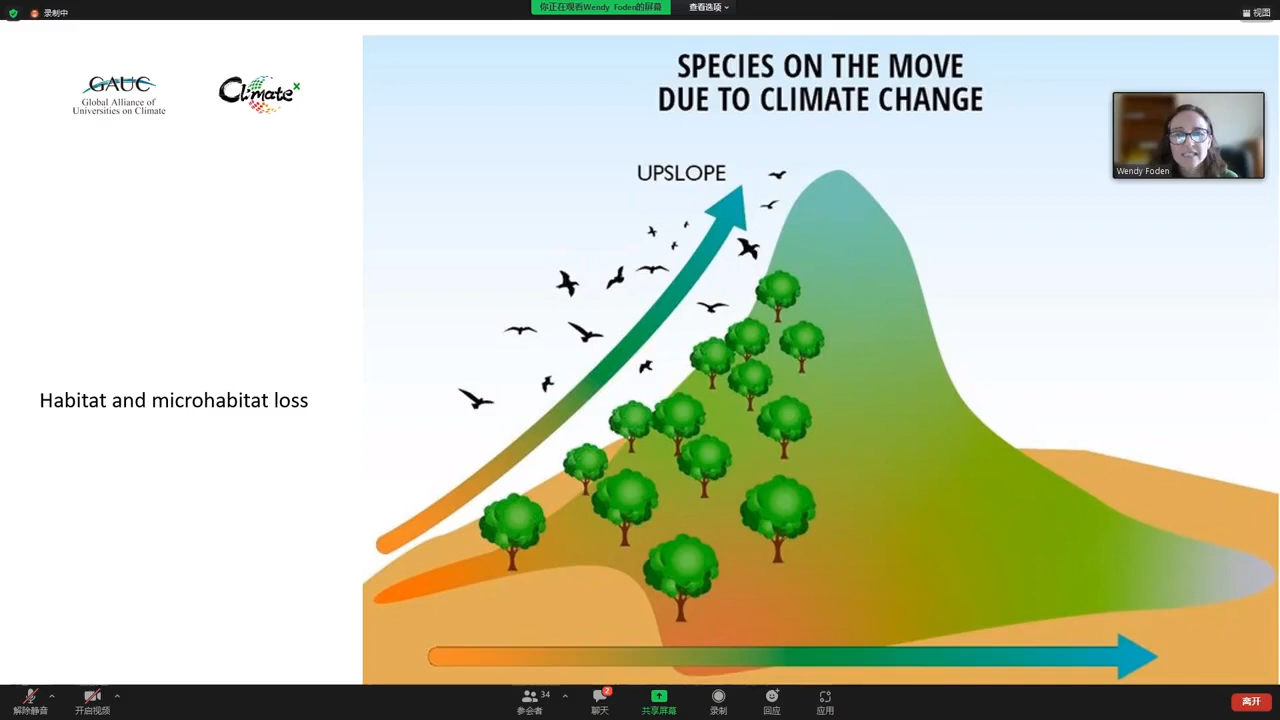 录制中
你正在观看Wendy Foden的屏幕
查看选项
视图
GAUC
Global Alliance of
Universities on Climate
Climate x
SPECIES ON THE MOVE
DUE TO CLIMATE CHANGE
Wendy Foden
UPSLOPE
Habitat and microhabitat loss
解除静音
开启视频
34
参会者
2
聊天
共享屏幕
录制
回应
应用
离开